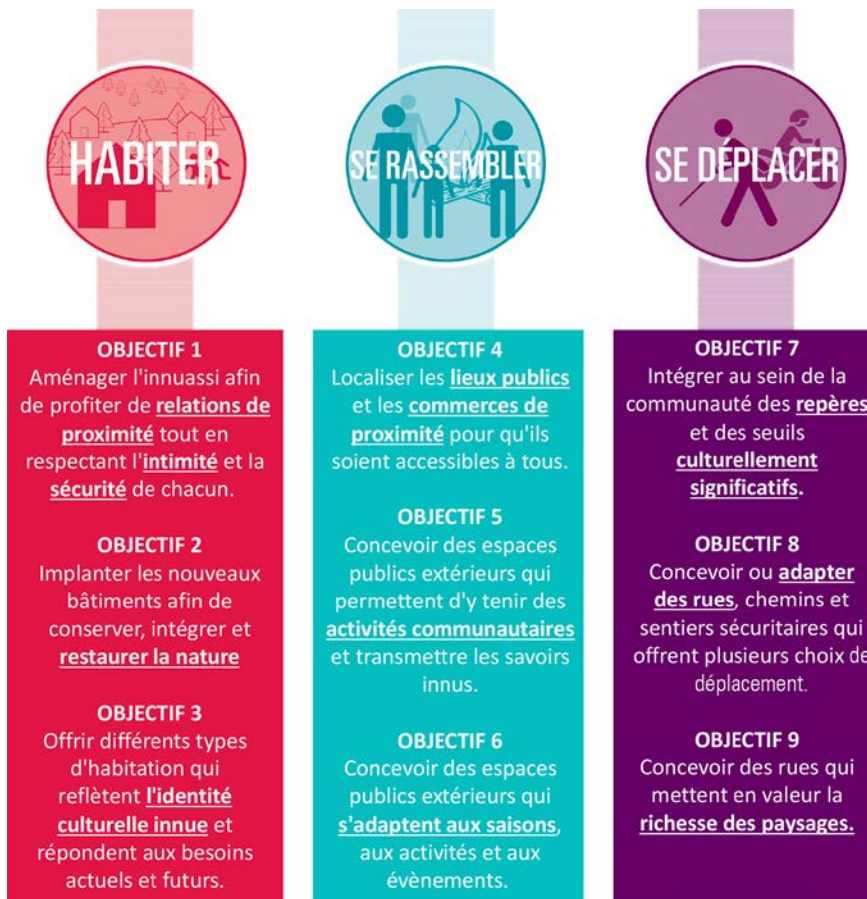 HABITER
OBJECTIF 1
Aménager l'innuassi afin
de profiter de relations de
proximité tout en
respectant l'intimité et la
sécurité de chacun.
OBJECTIF 2
Implanter les nouveaux
bâtiments afin de
conserver, intégrer et
restaurer la nature
OBJECTIF 3
Offrir différents types
d'habitation qui
reflètent l'identité
culturelle innue et
répondent aux besoins
actuels et futurs.
SE RASSEMBLER
OBJECTIF 4
Localiser les lieux publics
et les commerces de
proximité pour qu'ils
soient accessibles à tous.
OBJECTIF 5
Concevoir des espaces
publics extérieurs qui
permettent d'y tenir des
activités communautaires
et transmettre les savoirs
innus.
OBJECTIF 6
Concevoir des espaces
publics extérieurs qui
s'adaptent aux saisons,
aux activités et aux
évènements.
SE DÉPLACER
OBJECTIF 7
Intégrer au sein de la
communauté des repères
et des seuils
culturellement
significatifs.
OBJECTIF 8
Concevoir ou adapter
des rues, chemins et
sentiers sécuritaires qui
offrent plusieurs choix de
déplacement.
OBJECTIF 9
Concevoir des rues qui
mettent en valeur la
richesse des paysages.